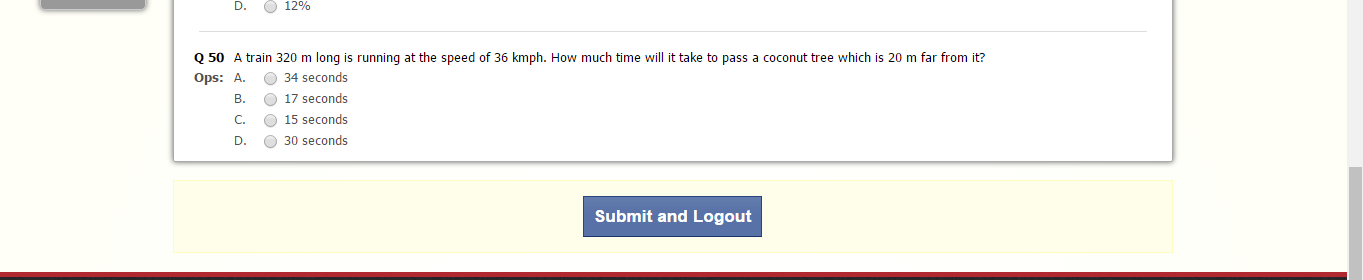 D. 12%
Q 50 A train 320 m long is running at the speed of 36 kmph. How much time will it take to pass a coconut tree which is 20 m far from it?
Ops: A. 34 seconds
B. 17 seconds
C. 15 seconds
D. 30 seconds
Submit and Logout